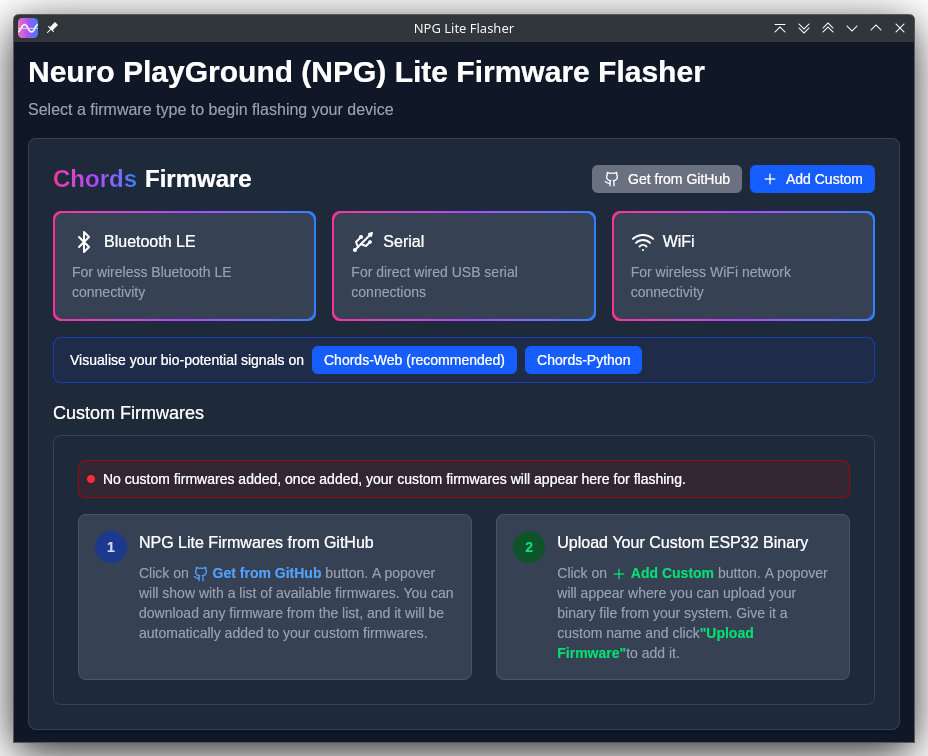 NPG Lite Flasher
Neuro PlayGround (NPG) Lite Firmware Flasher
Select a firmware type to begin flashing your device
Chords Firmware
Get from GitHub
Add Custom
Bluetooth LE
For wireless Bluetooth LE
connectivity
Serial
For direct wired USB serial
connections
WiFi
For wireless WiFi network
connectivity
Visualise your bio-potential signals on
Chords-Web (recommended)
Chords-Python
Custom Firmwares
No custom firmwares added, once added, your custom firmwares will appear here for flashing.
1
NPG Lite Firmwares from GitHub
Click on Get from GitHub button. A popover
will show with a list of available firmwares. You can
download any firmware from the list, and it will be
automatically added to your custom firmwares.
2
Upload Your Custom ESP32 Binary
Click on + Add Custom button. A popover
will appear where you can upload your
binary file from your system. Give it a
custom name and click"Upload
Firmware"to add it.